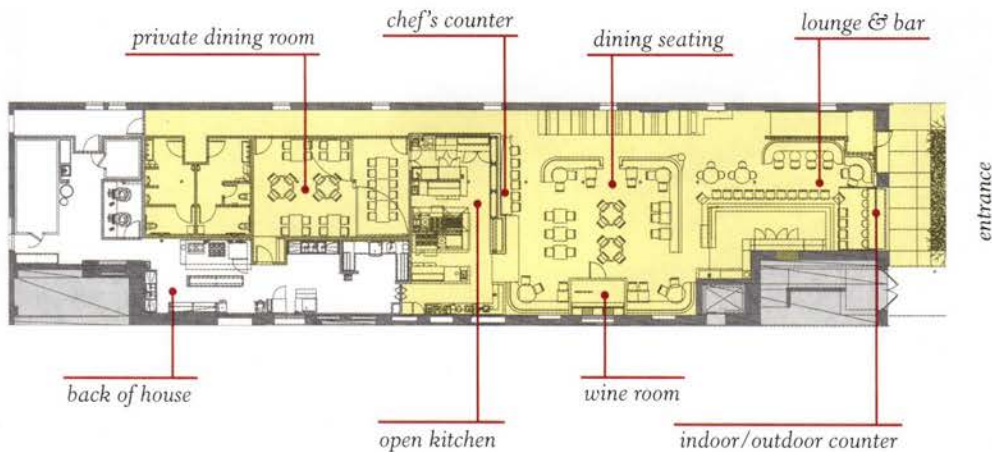 chef's counter
lounge & bar
private dining room
dining seating
entrance
back of house
wine room
open kitchen
indoor/outdoor counter